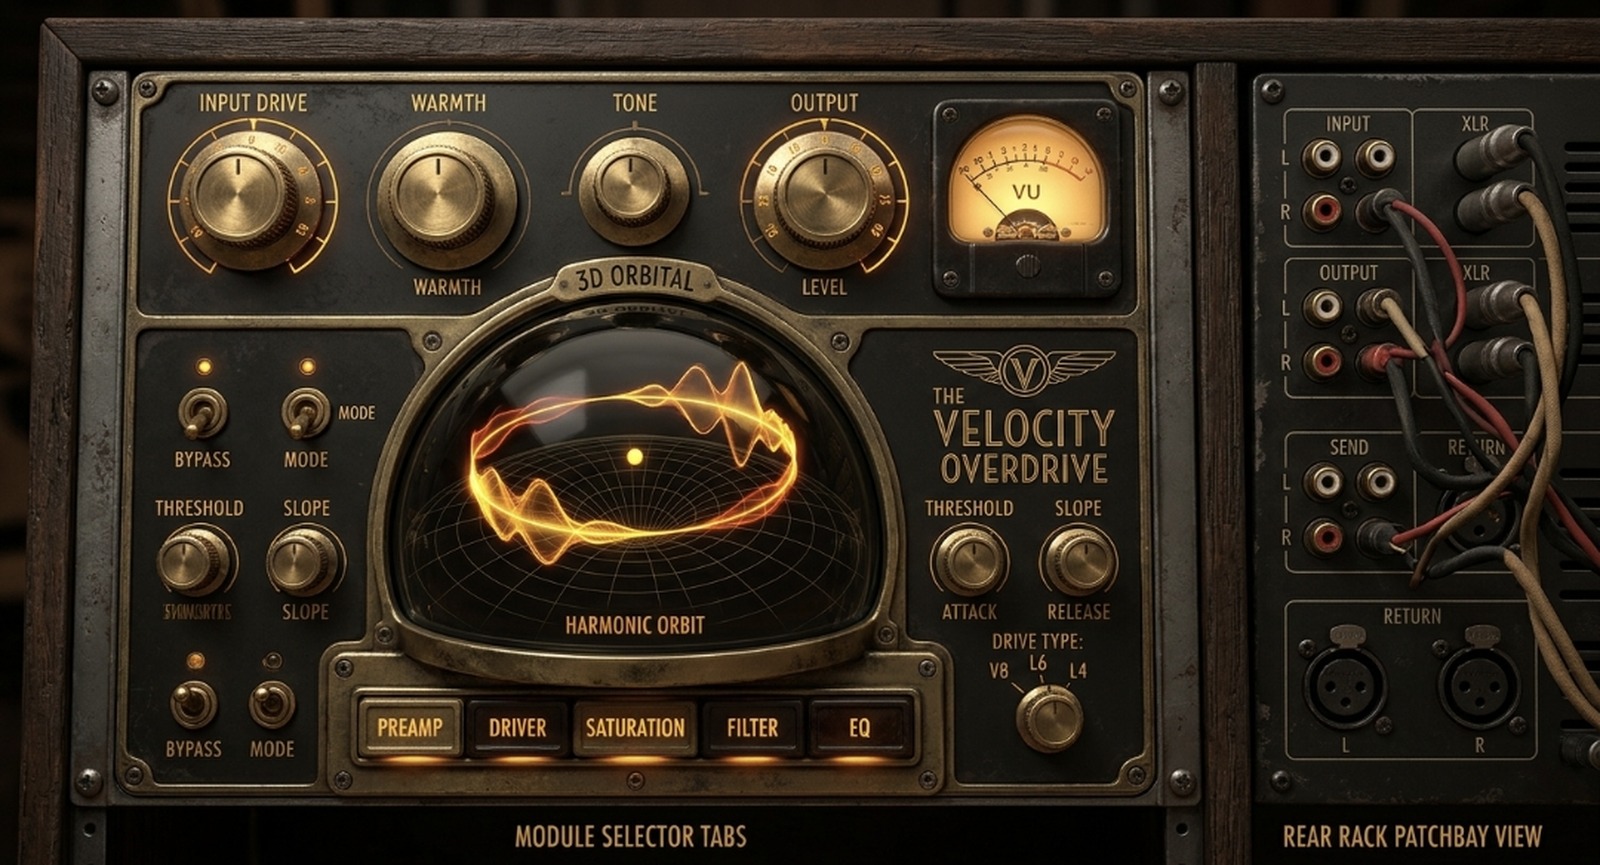 INPUT DRIVE
WARMTH
TONE
OUTPUT
WARMTH
LEVEL
VU
3D ORBITAL
MODE
BYPASS
MODE
THRESHOLD
SLOPE
SLOPE
BYPASS
MODE
HARMONIC ORBIT
PREAMP
DRIVER
SATURATION
FILTER
EQ
V
THE
VELOCITY
OVERDRIVE
THRESHOLD
SLOPE
ATTACK
RELEASE
DRIVE TYPE:
V8
L6
L4
MODULE SELECTOR TABS
INPUT
XLR
L
R
OUTPUT
XLR
L
R
SEND
L
R
RETURN
L
R
REAR RACK PATCHBAY VIEW